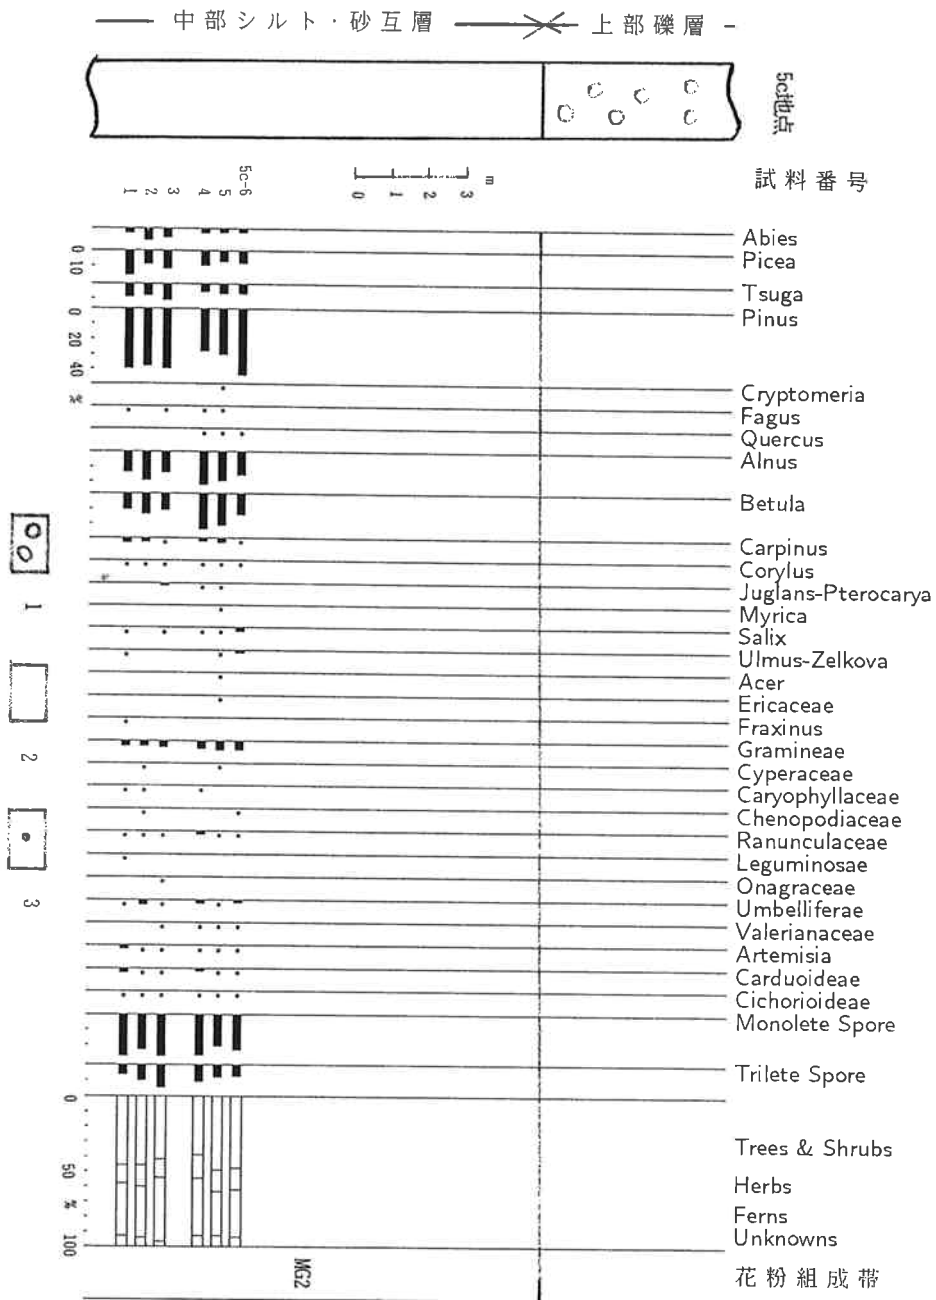 中部シルト・砂互層
上部礫層
5c地点
試料番号
1 2 3 4 5 5c-6
0 1 2 3 m
Abies
0 10
Picea
Tsuga
0 20 40 %
Pinus
Cryptomeria
Fagus
Quercus
Alnus
Betula
Carpinus
Corylus
Juglans-Pterocarya
Myrica
Salix
Ulmus-Zelkova
Acer
Ericaceae
Fraxinus
Gramineae
Cyperaceae
Caryophyllaceae
Chenopodiaceae
Ranunculaceae
Leguminosae
Onagraceae
Umbelliferae
Valerianaceae
Artemisia
Carduoideae
Cichorioideae
Monolete Spore
Trilete Spore
0 50 % 100
Trees & Shrubs
Herbs
Ferns
Unknowns
MG2
花粉組成帯
1
2
3